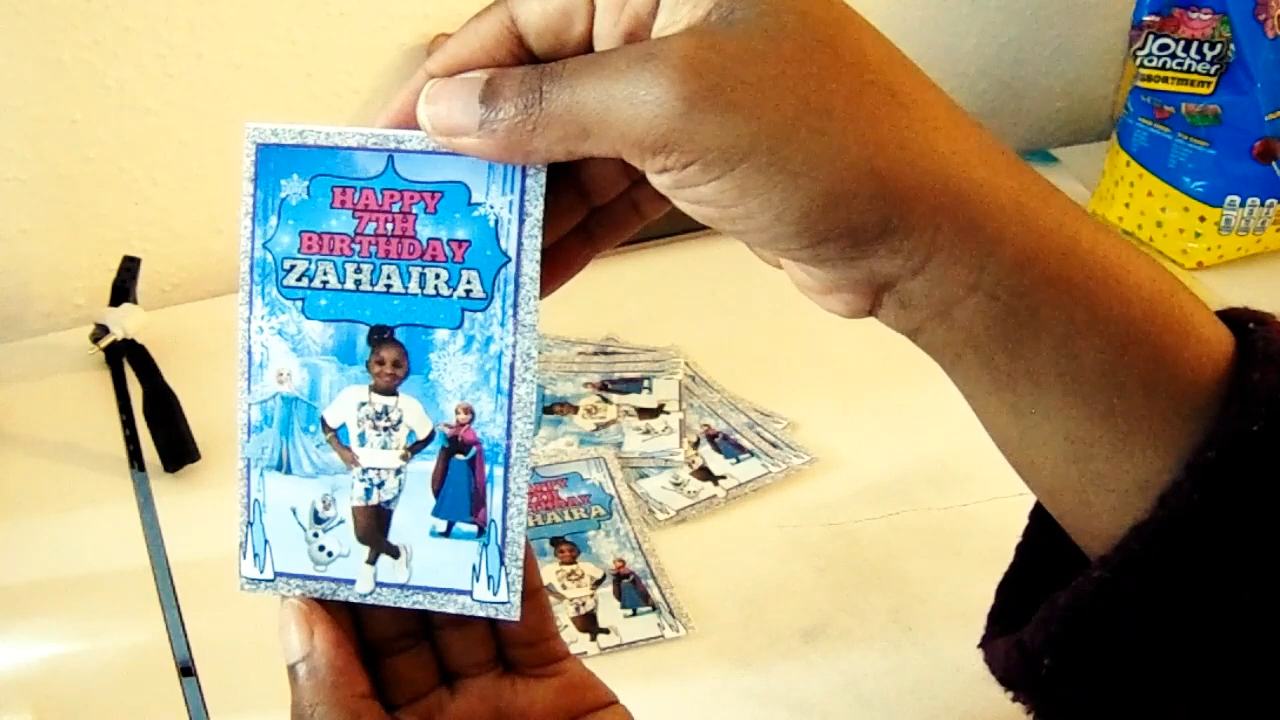 HAPPY
7TH
BIRTHDAY
ZAHAIRA
JOLLY
rancher
ASSORTMENT